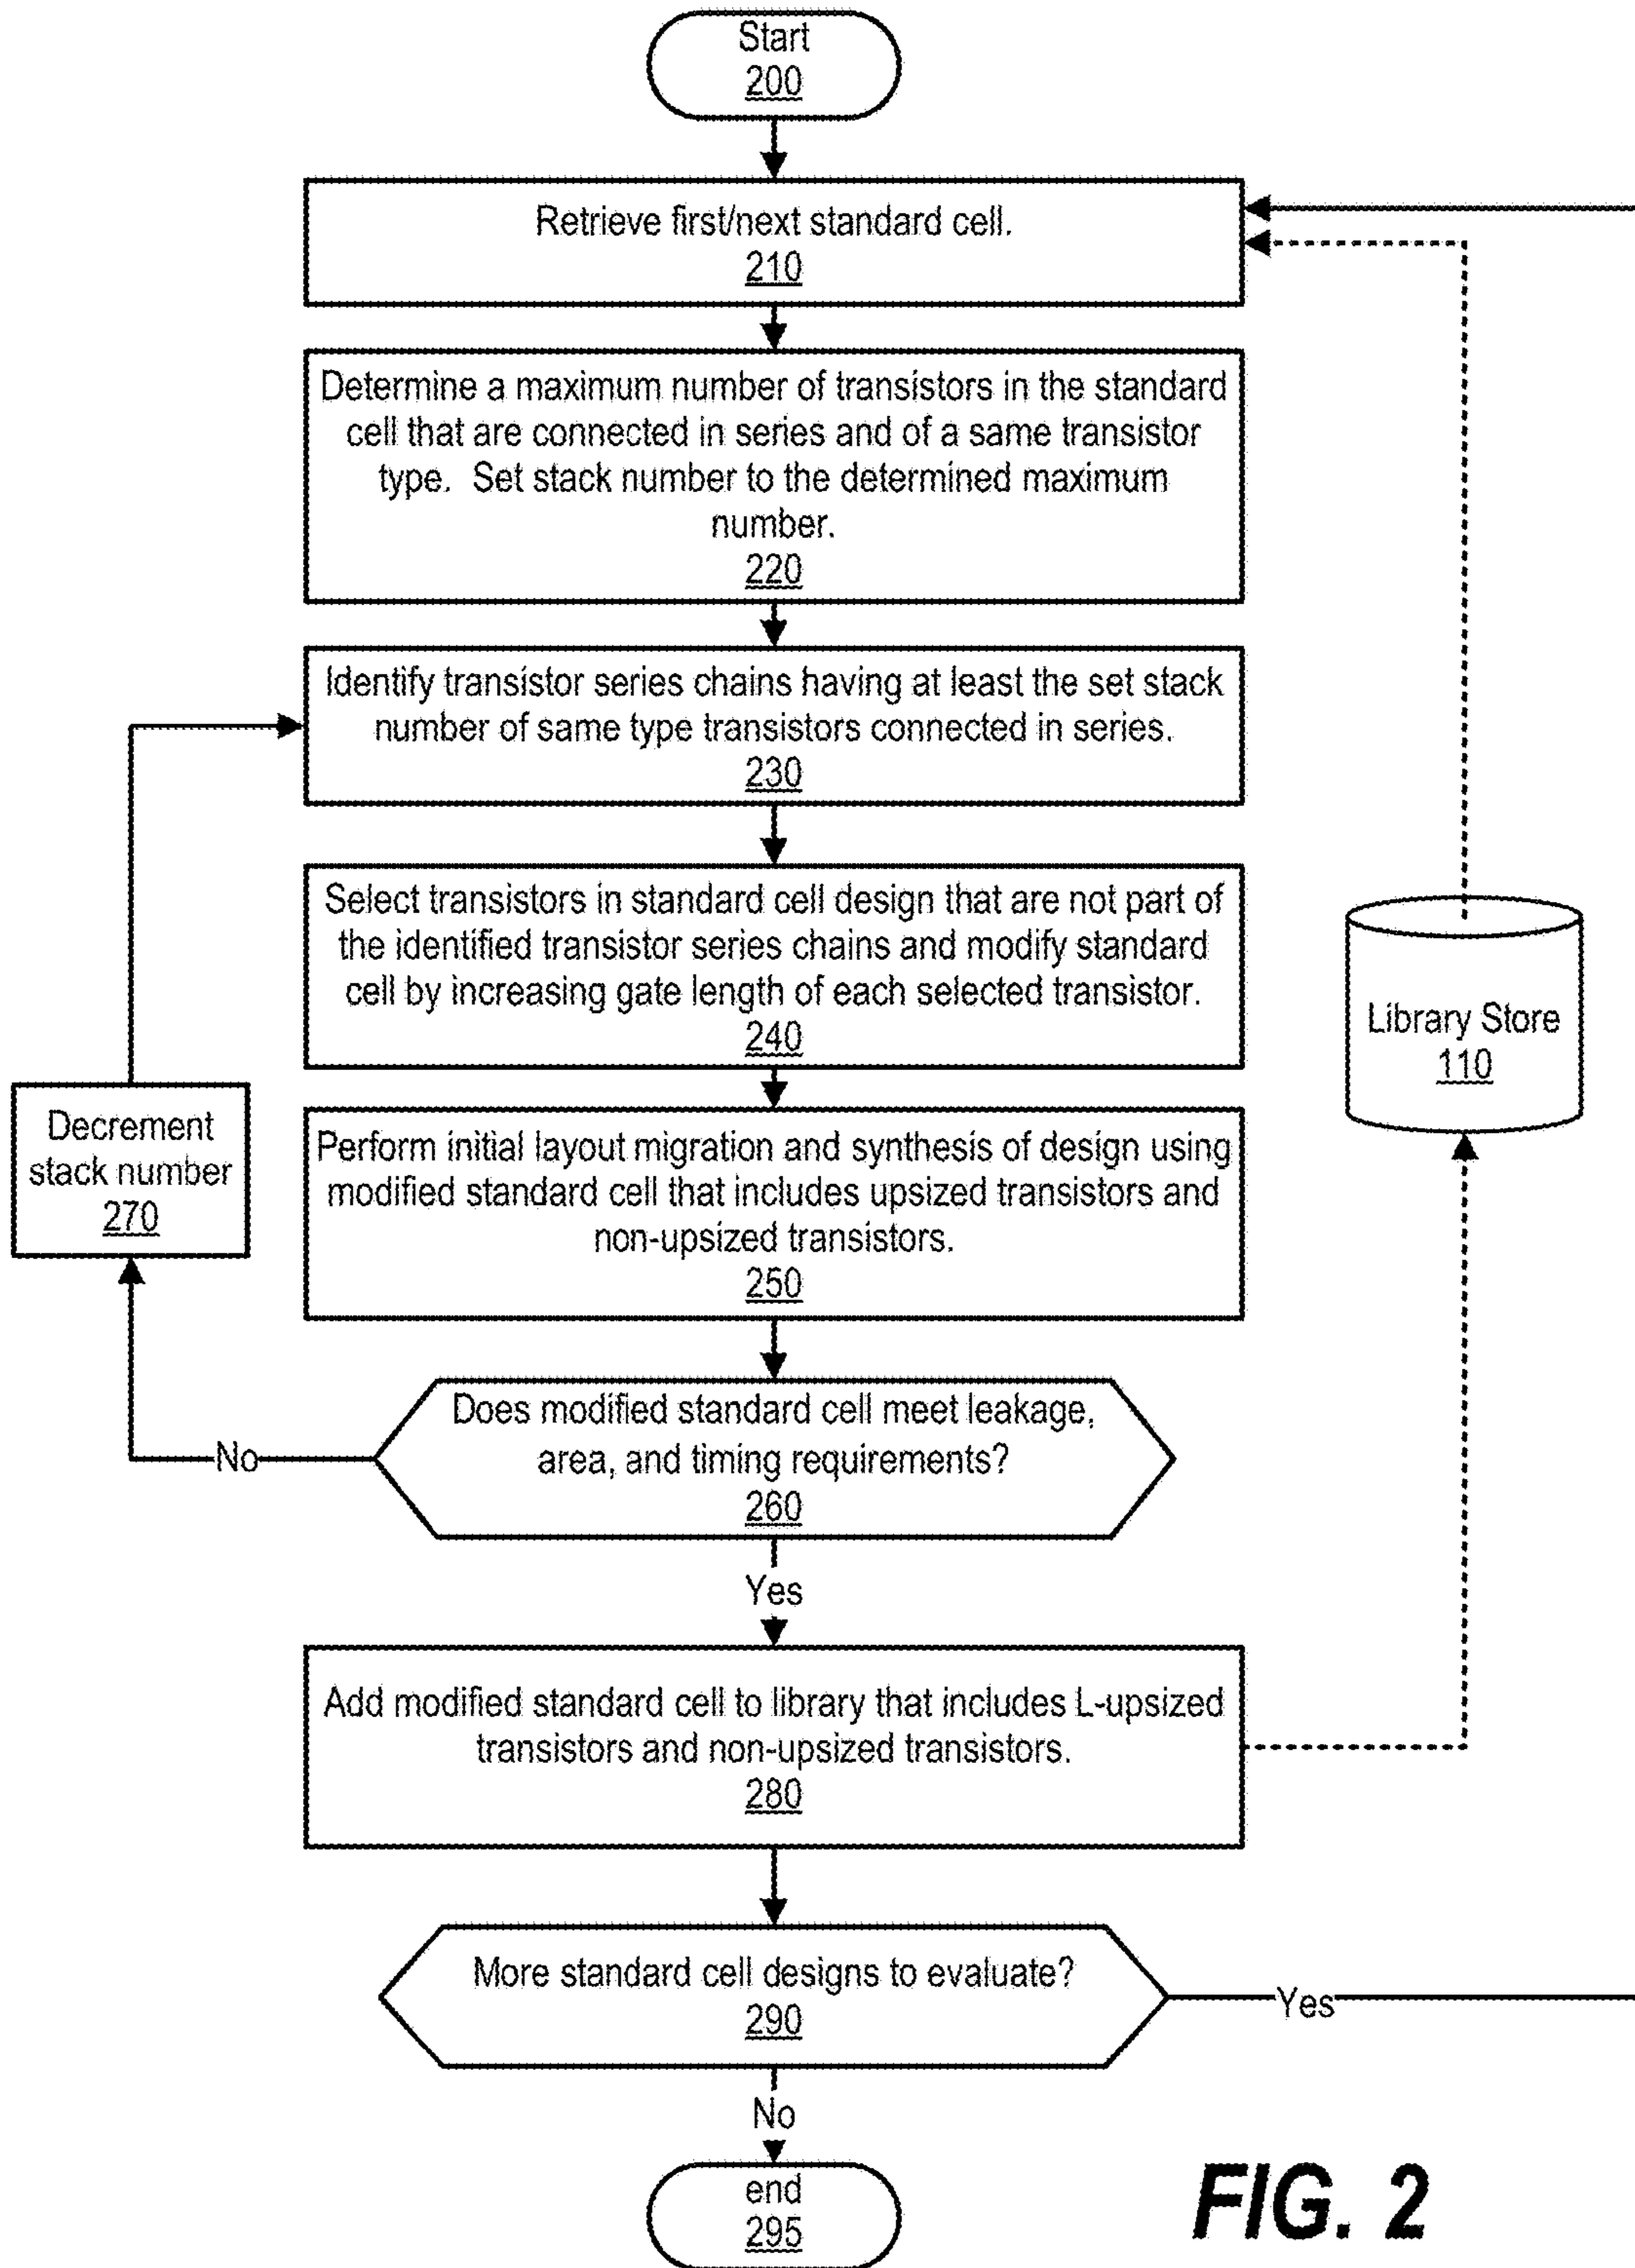 Start
200
Retrieve first/next standard cell.
210
Determine a maximum number of transistors in the standard
cell that are connected in series and of a same transistor
type. Set stack number to the determined maximum
number.
220
Identify transistor series chains having at least the set stack
number of same type transistors connected in series.
230
Select transistors in standard cell design that are not part of
the identified transistor series chains and modify standard
cell by increasing gate length of each selected transistor.
240
Library Store
110
Decrement
stack number
270
Perform initial layout migration and synthesis of design using
modified standard cell that includes upsized transistors and
non-upsized transistors.
250
Does modified standard cell meet leakage,
area, and timing requirements?
260
No
Yes
Add modified standard cell to library that includes L-upsized
transistors and non-upsized transistors.
280
More standard cell designs to evaluate?
290
Yes
No
end
295
FIG. 2